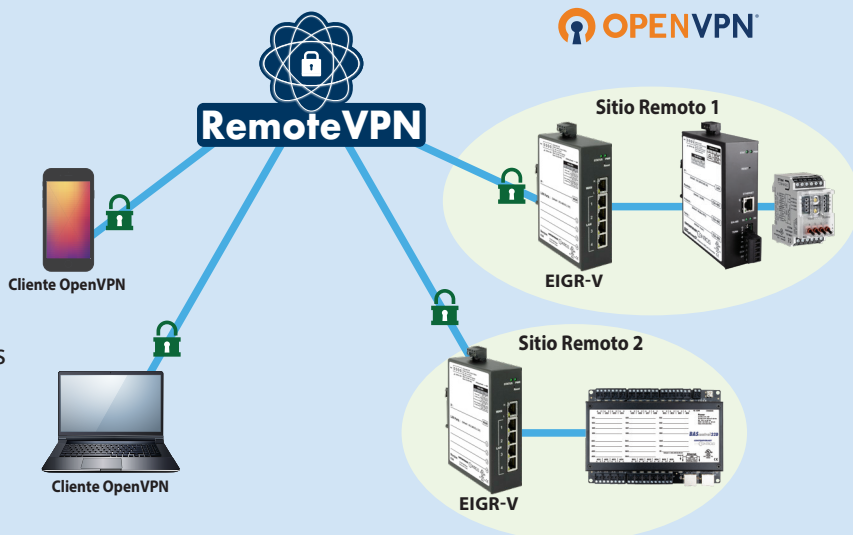 OPENVPN
RemoteVPN
Sitio Remoto 1
EIGR-V
Cliente OpenVPN
Sitio Remoto 2
s
Cliente OpenVPN
EIGR-V